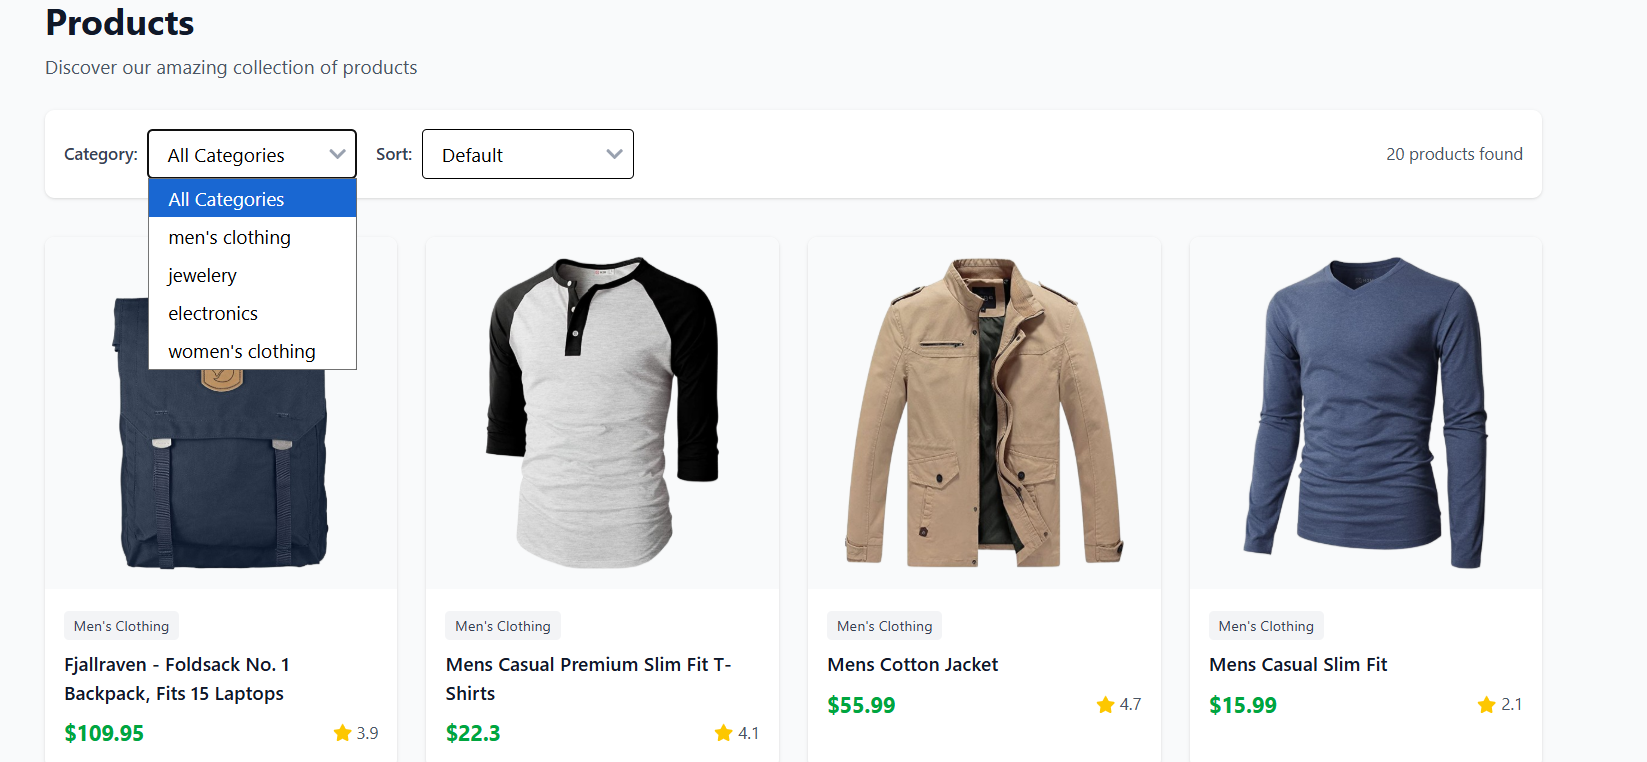 Products
Discover our amazing collection of products
Category: All Categories Sort: Default 20 products found
All Categories
men's clothing
jewelery
electronics
women's clothing
Men's Clothing
Fjallraven - Foldsack No. 1
Backpack, Fits 15 Laptops
$109.95 3.9
Men's Clothing
Mens Casual Premium Slim Fit T-
Shirts
$22.3 4.1
Men's Clothing
Mens Cotton Jacket
$55.99 4.7
Men's Clothing
Mens Casual Slim Fit
$15.99 2.1